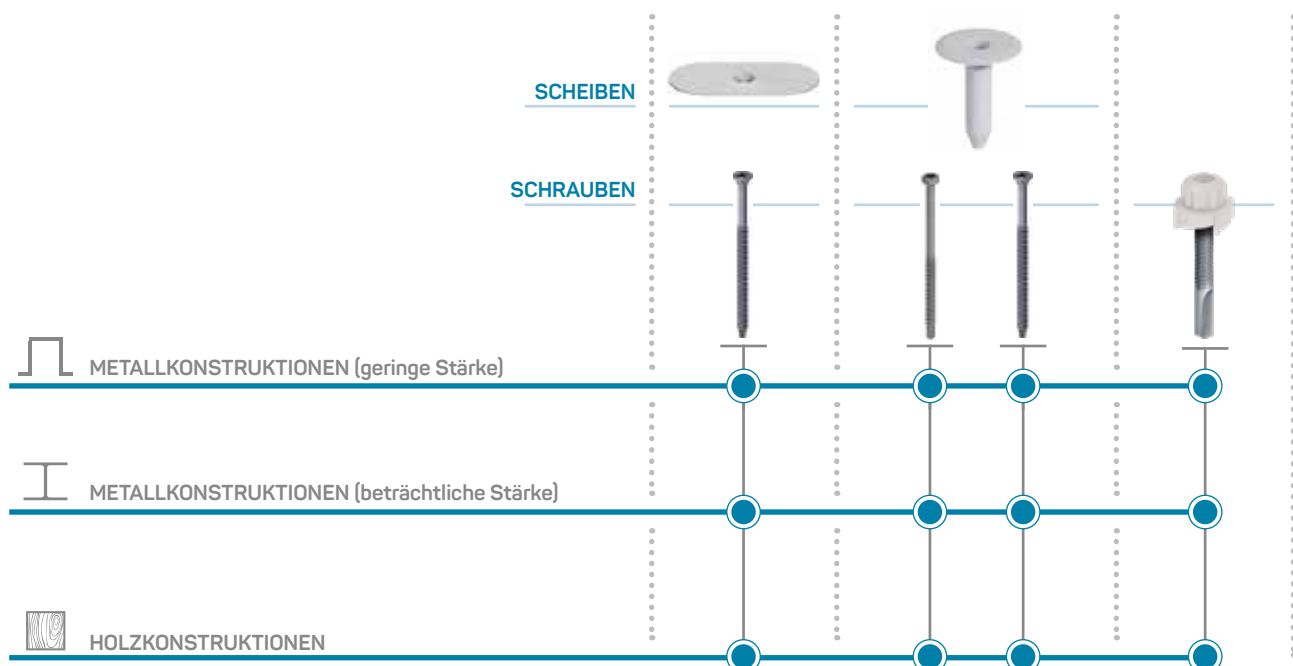 SCHEIBEN
SCHRAUBEN
METALLKONSTRUKTIONEN (geringe Stärke)
METALLKONSTRUKTIONEN (beträchtliche Stärke)
HOLZKONSTRUKTIONEN